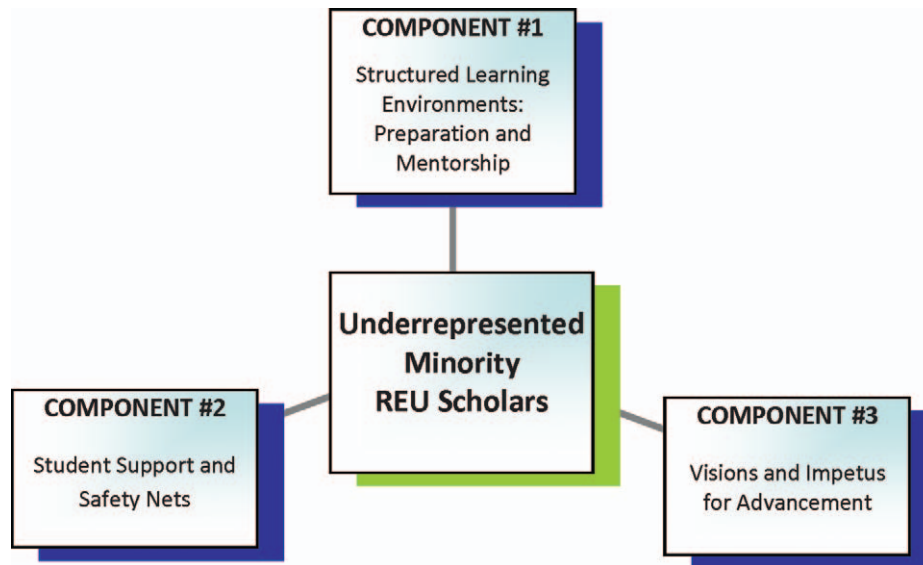 COMPONENT #1
Structured Learning
Environments:
Preparation and
Mentorship
Underrepresented
Minority
REU Scholars
COMPONENT #2
Student Support and
Safety Nets
COMPONENT #3
Visions and Impetus
for Advancement